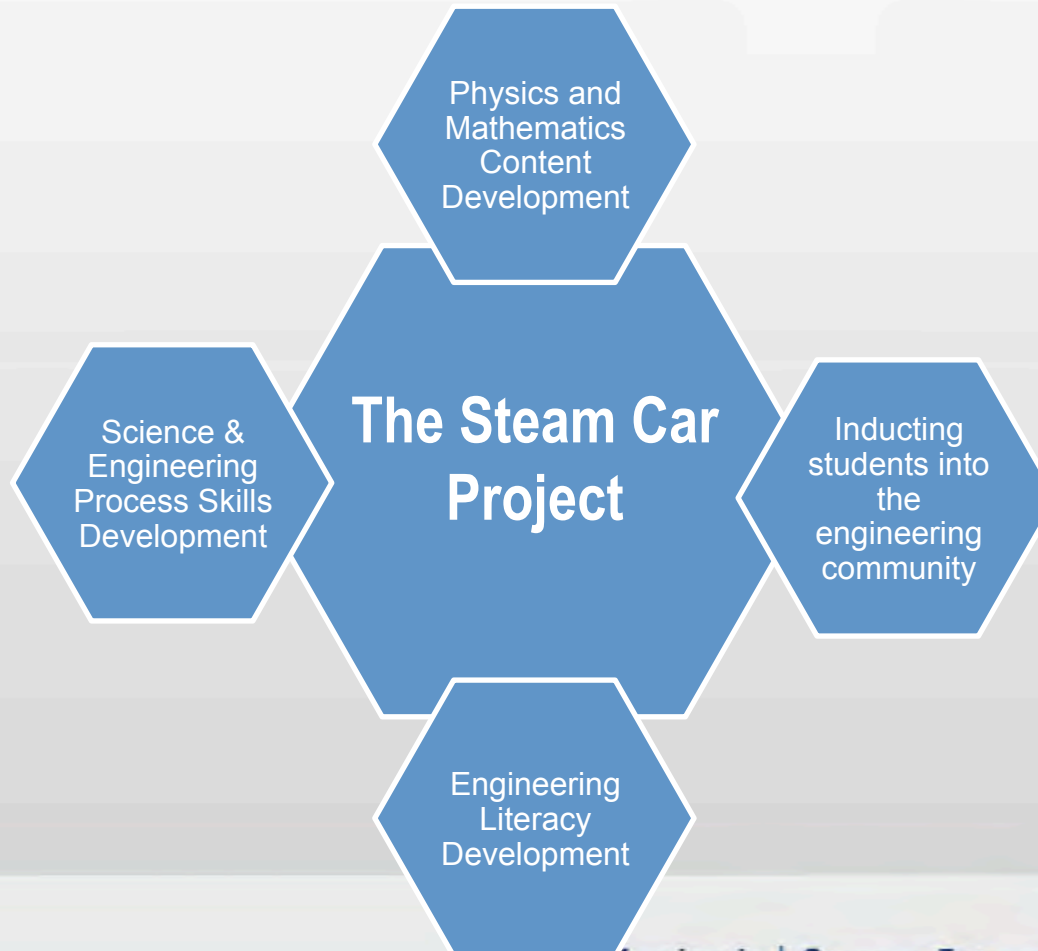 Physics and
Mathematics
Content
Development
The Steam Car
Project
Science &
Engineering
Process Skills
Development
Inducting
students into
the
engineering
community
Engineering
Literacy
Development